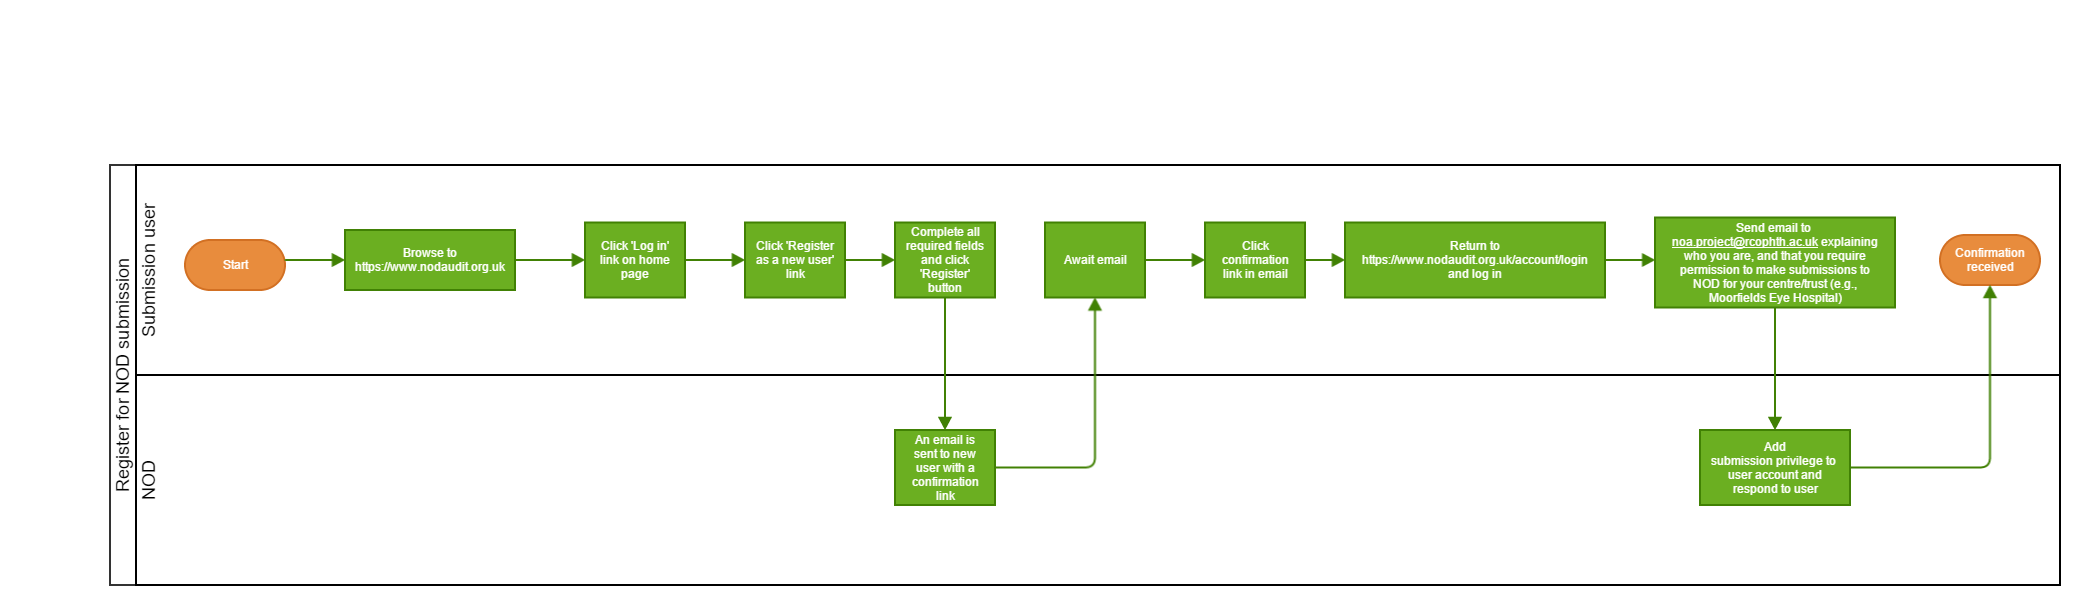 Register for NOD submission
Submission user
Start
Browse to
https://www.nodaudit.org.uk
Click 'Log in'
link on home
page
Click 'Register
as a new user'
link
Complete all
required fields
and click
'Register'
button
Await email
Click
confirmation
link in email
Return to
https://www.nodaudit.org.uk/account/login
and log in
Send email to
noa.project@rcophth.ac.uk explaining
who you are, and that you require
permission to make submissions to
NOD for your centre/trust (e.g.,
Moorfields Eye Hospital)
Confirmation
received
NOD
An email is
sent to new
user with a
confirmation
link
Add
submission privilege to
user account and
respond to user